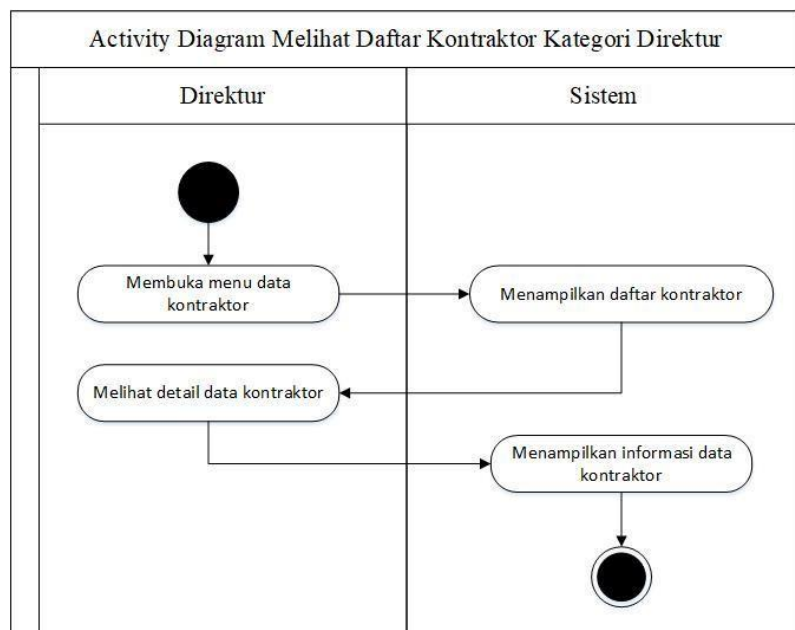 Activity Diagram Melihat Daftar Kontraktor Kategori Direktur
Direktur
Sistem
Membuka menu data
kontraktor
Menampilkan daftar kontraktor
Melihat detail data kontraktor
Menampilkan informasi data
kontraktor